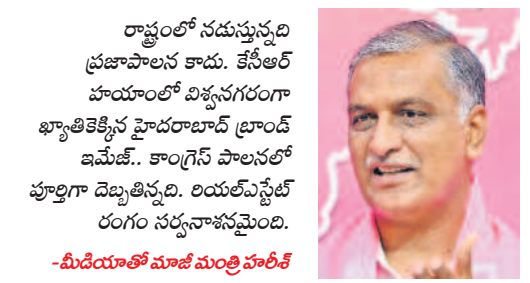 రాష్ట్రంలో నడుస్తున్నది
ప్రజాపాలన కాదు. కేసీఆర్
హయాంలో విశ్వనగరంగా
ఖ్యాతికెక్కిన హైదరాబాద్ బ్రాండ్
ఇమేజ్.. కాంగ్రెస్ పాలనలో
పూర్తిగా దెబ్బతిన్నది. రియల్ఎస్టేట్
రంగం సర్వనాశనమైంది.
-మీడియాతో మాజీ మంత్రి హరీశ్